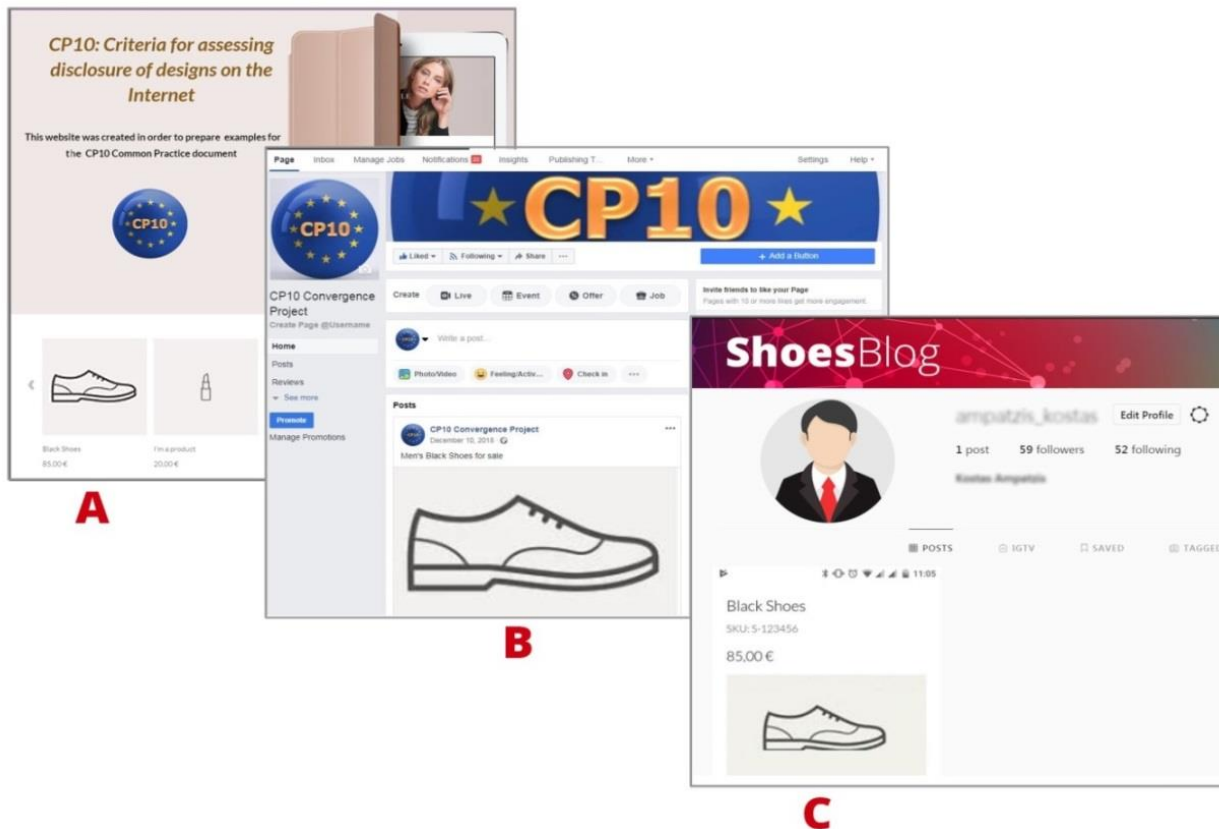 CP10: Criteria for assessing
disclosure of designs on the
Internet
This website was created in order to prepare examples for
the CP10 Common Practice document
CP10
Black Shoes
85,00 €
I'm a product
20,00 €
A
Page Inbox Manage Jobs Notifications Insights Publishing T... More Settings Help
CP10
CP10
Liked Following Share ...
+ Add a Button
CP10 Convergence
Project
Create Page @Username
Home
Posts
Reviews
See more
Promote
Manage Promotions
Create Live Event Offer Job
Invite friends to like your Page
Write a post...
Photo/Video Feeling/Activ... Check in ...
Posts
CP10 Convergence Project
...
Men's Black Shoes for sale
B
ShoesBlog
ampatzis_kostas Edit Profile
1 post 59 followers 52 following
Kostas Ampatzis
POSTS IGTV SAVED TAGGED
11:05
Black Shoes
SKU: S-123456
85,00 €
C